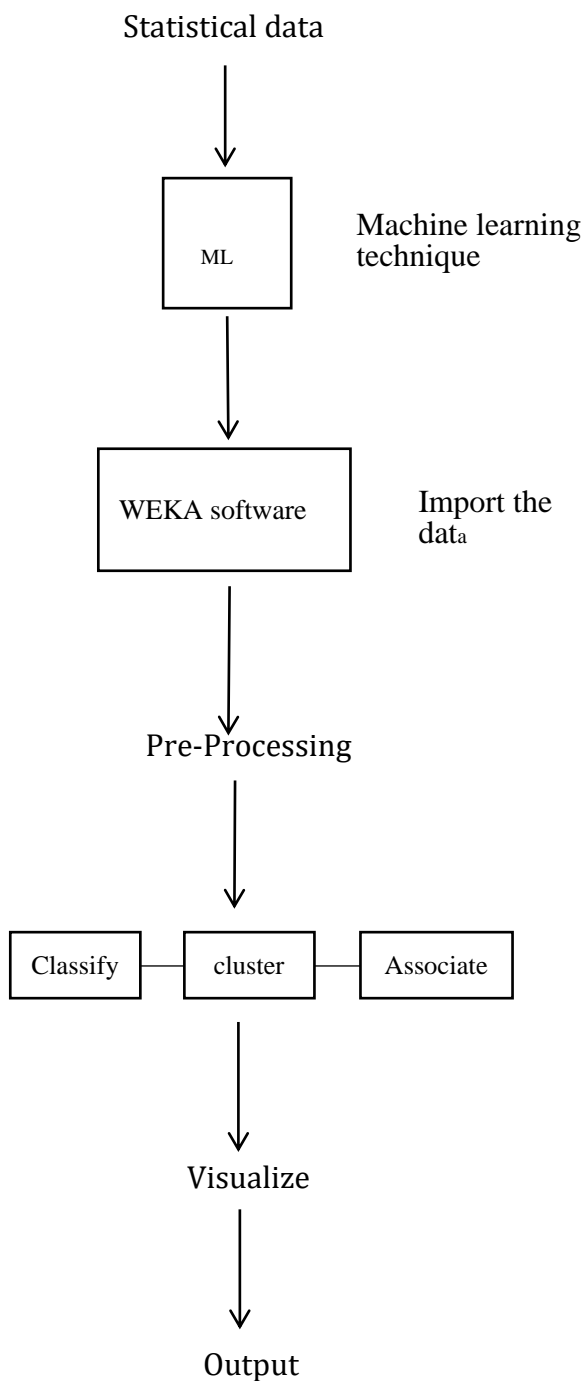 Statistical data
ML
Machine learning
technique
WEKA software
Import the
data
Pre-Processing
Classify
cluster
Associate
Visualize
Output